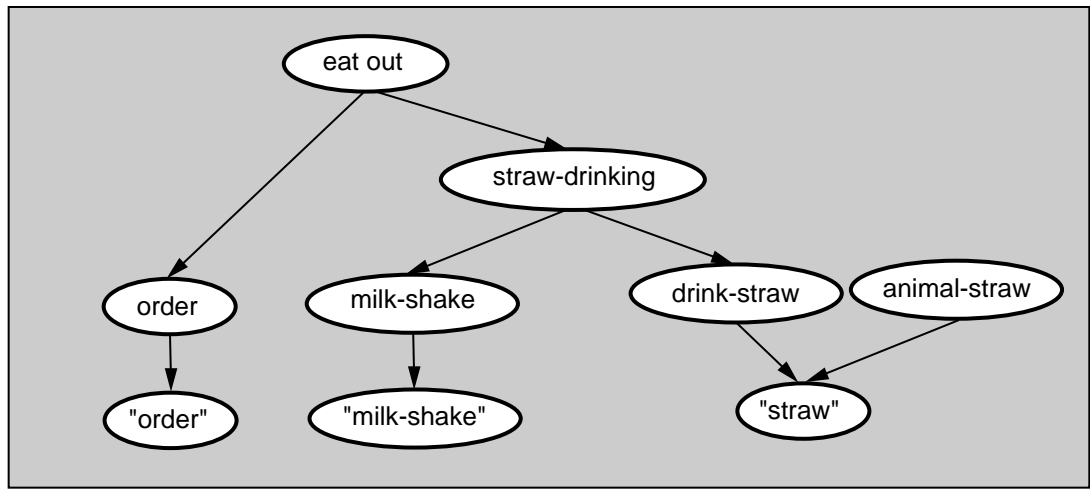 eat out
straw-drinking
order
milk-shake
drink-straw
animal-straw
"order"
"milk-shake"
"straw"